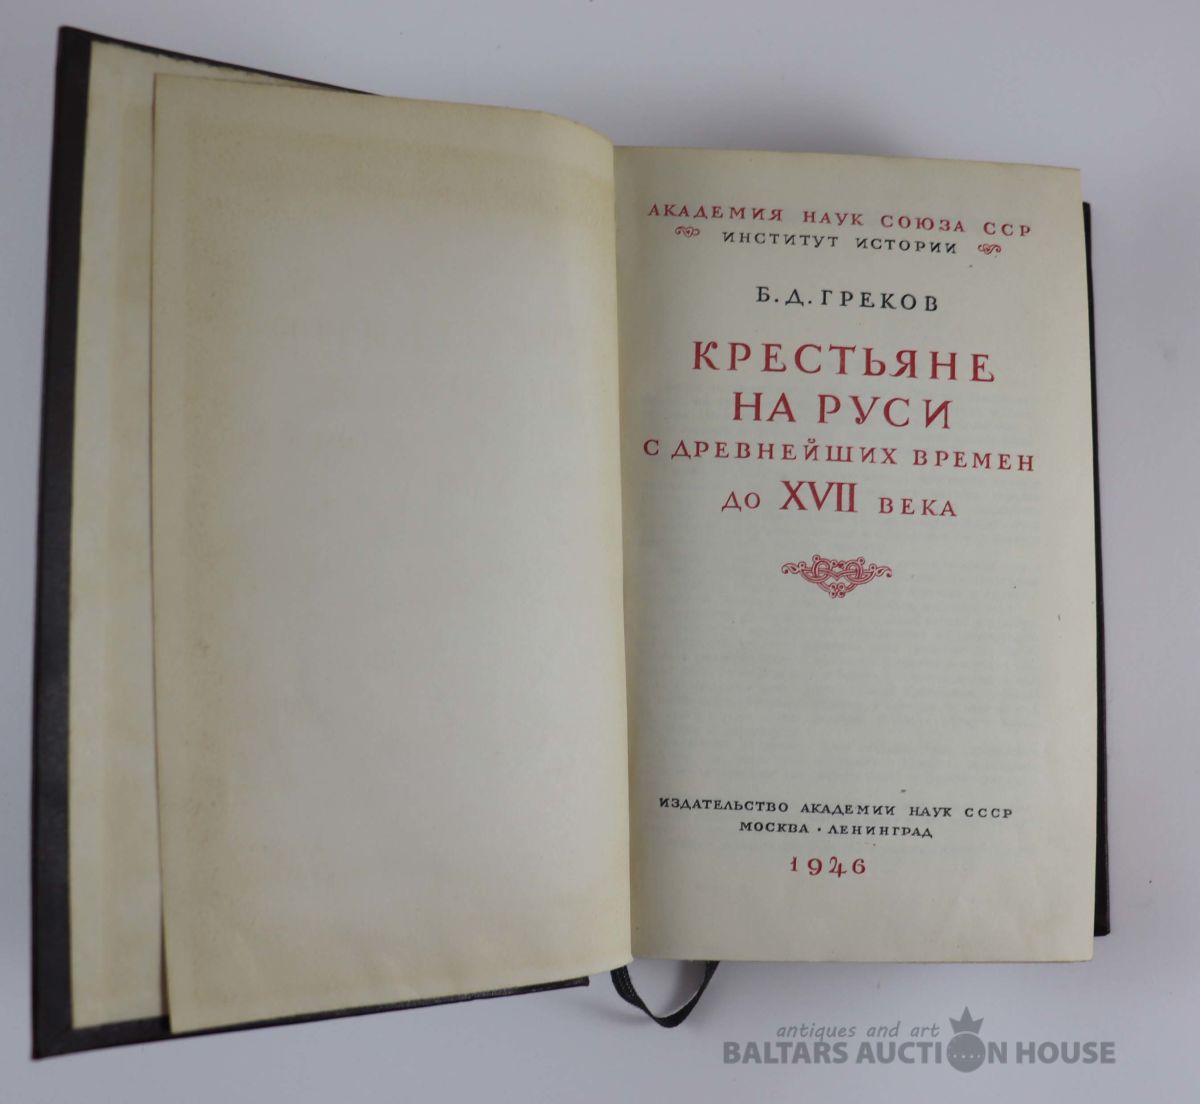 АКАДЕМИЯ НАУК СОЮЗА ССР
ИНСТИТУТ ИСТОРИИ
Б. Д. ГРЕКОВ
КРЕСТЬЯНЕ
НА РУСИ
С ДРЕВНЕЙШИХ ВРЕМЕН
ДО XVII ВЕКА
ИЗДАТЕЛЬСТВО АКАДЕМИИ НАУК СССР
МОСКВА • ЛЕНИНГРАД
1946
antiques and art
BALTARS AUCTION HOUSE